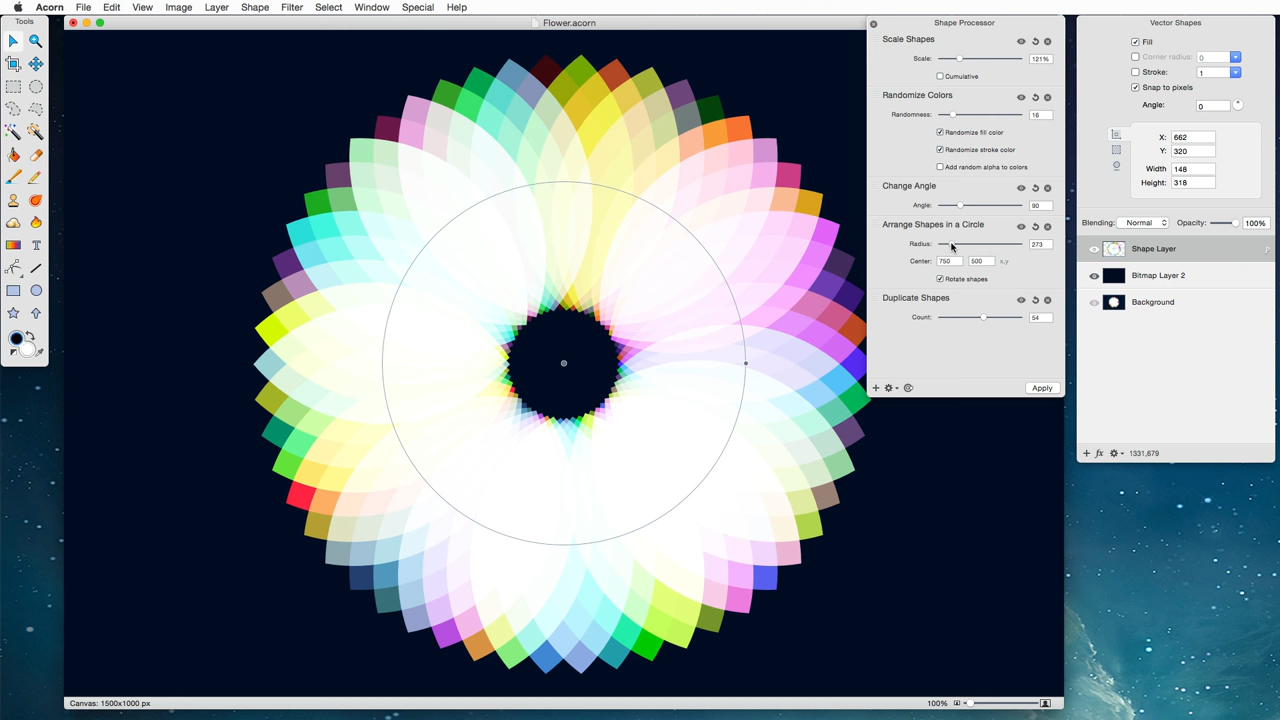 Acorn File Edit View Image Layer Shape Filter Select Window Special Help
Tools
Flower.acorn
Shape Processor
Scale Shapes
Scale: 121%
Cumulative
Randomize Colors
Randomness: 16
Randomize fill color
Randomize stroke color
Add random alpha to colors
Change Angle
Angle: 90
Arrange Shapes in a Circle
Radius: 273
Center: 750 500 x,y
Rotate shapes
Duplicate Shapes
Count: 54
Apply
Vector Shapes
Fill
Corner radius: 0
Stroke: 1
Snap to pixels
Angle: 0 °
X: 662
Y: 320
Width 148
Height: 318
Blending: Normal Opacity: 100%
Shape Layer
Bitmap Layer 2
Background
fx 1331,679
T
Canvas: 1500x1000 px
100%